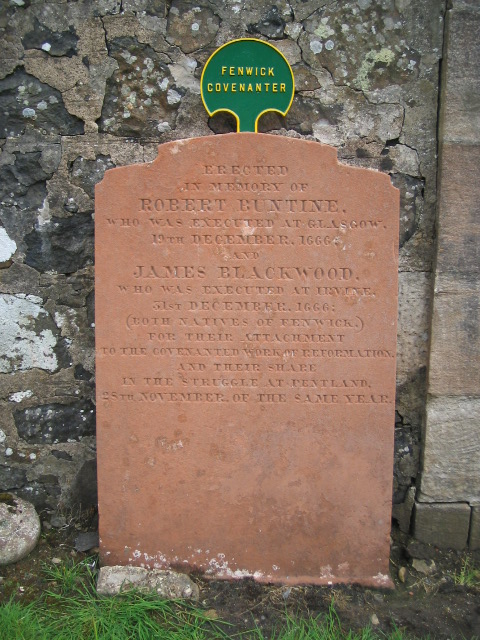 FENWICK
COVENANTER
ERECTED
IN MEMORY OF
ROBERT BUNTINE,
WHO WAS EXECUTED AT GLASGOW,
19TH DECEMBER, 1666;
AND
JAMES BLACKWOOD,
WHO WAS EXECUTED AT IRVINE,
31ST DECEMBER, 1666;
(BOTH NATIVES OF FENWICK,)
FOR THEIR ATTACHMENT
TO THE COVENANTED WORK OF REFORMATION,
AND THEIR SHARE
IN THE STRUGGLE AT PENTLAND,
28TH NOVEMBER, OF THE SAME YEAR.